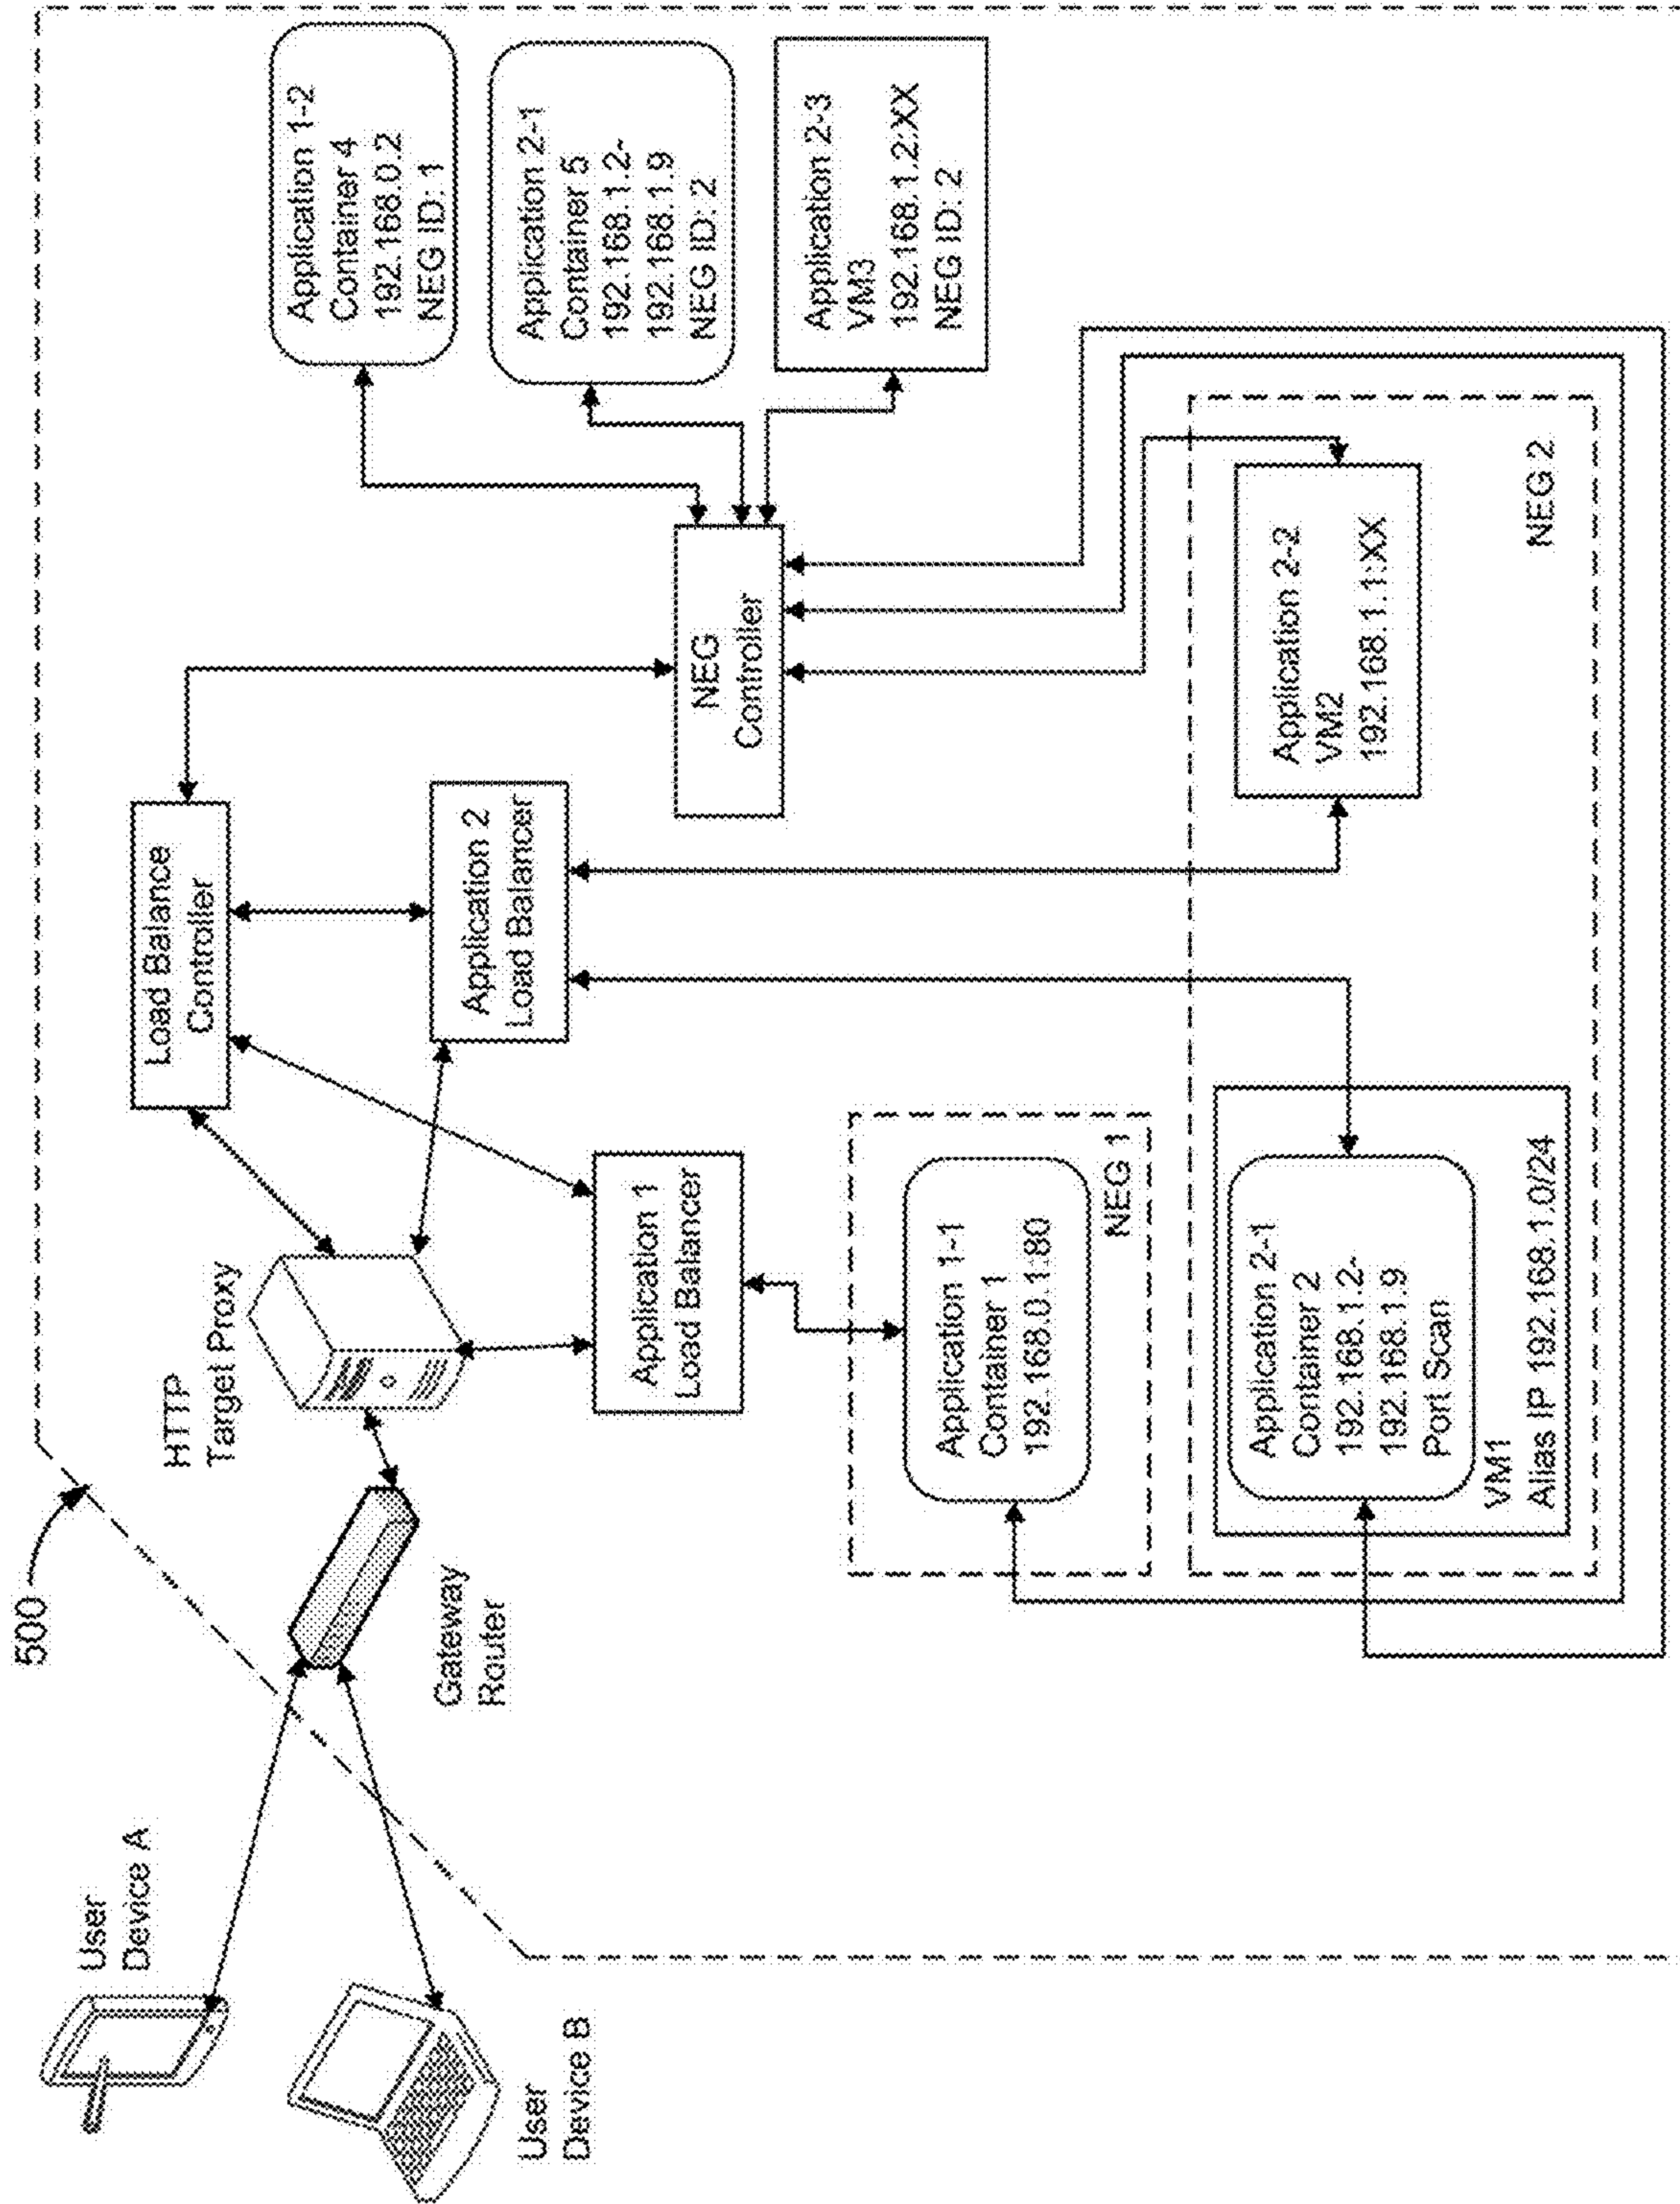 500
User
Device A
User
Device B
Gateway
Router
HTTP
Target Proxy
Load Balance
Controller
Application 2
Load Balancer
Application 1
Load Balancer
NEG
Controller
Application 1-2
Container 4
192.168.0.2
NEG ID: 1
Application 2-1
Container 5
192.168.1.2-
192.168.1.9
NEG ID: 2
Application 2-3
VM3
192.168.1.2:XX
NEG ID: 2
Application 1-1
Container 1
192.168.0.1:80
NEG 1
Application 2-1
Container 2
192.168.1.2-
192.168.1.9
Port Scan
VM1
Alias IP 192.168.1.0/24
Application 2-2
VM2
192.168.1.1:XX
NEG 2